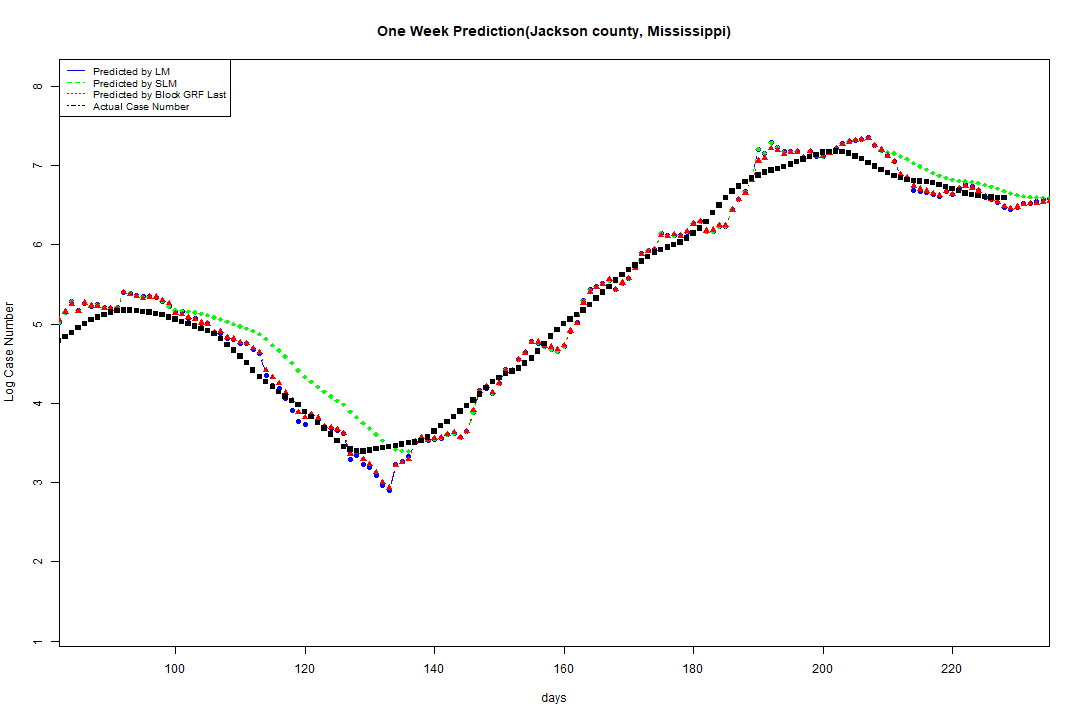 One Week Prediction(Jackson county, Mississippi)
Predicted by LM
Predicted by SLM
Predicted by Block GRF Last
Actual Case Number
8
7
6
5
4
3
2
1
Log Case Number
100 120 140 160 180 200 220
days